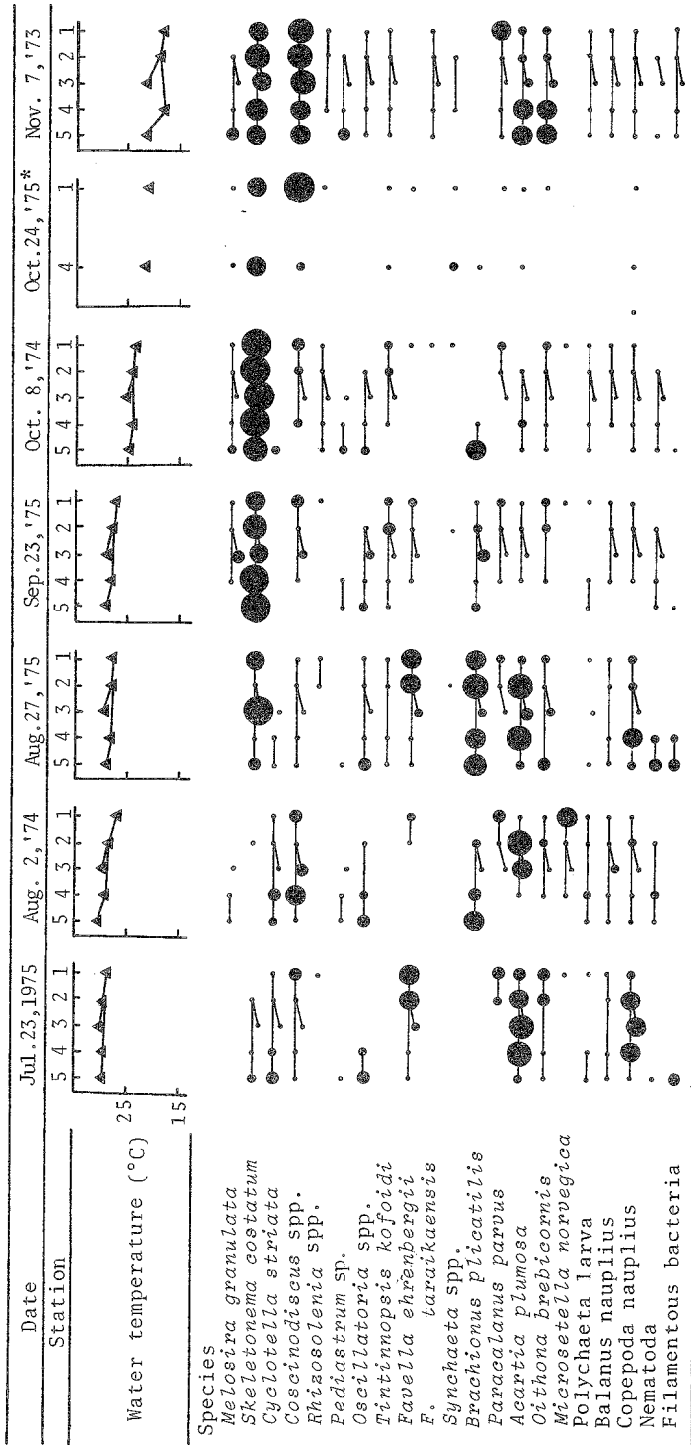 Date Jul.23,1975 Aug. 2,'74 Aug.27,'75 Sep.23,'75 Oct. 8,'74 Oct.24,'75* Nov. 7,'73
Station 5 4 3 2 1 5 4 3 2 1 5 4 3 2 1 5 4 3 2 1 5 4 3 2 1 4 1 5 4 3 2 1
Water temperature (°C)
25
15
Species
Melosira granulata
Skeletonema costatum
Cyclotella striata
Coscinodiscus spp.
Rhizosolenia spp.
Pediastrum sp.
Oscillatoria spp.
Tintinnopsis kofoidi
Favella ehrenbergii
F. taraikaensis
Synchaeta spp.
Brachionus plicatilis
Paracalanus parvus
Acartia plumosa
Oithona brebicornis
Microsetella norvegica
Polychaeta larva
Balanus nauplius
Copepoda nauplius
Nematoda
Filamentous bacteria